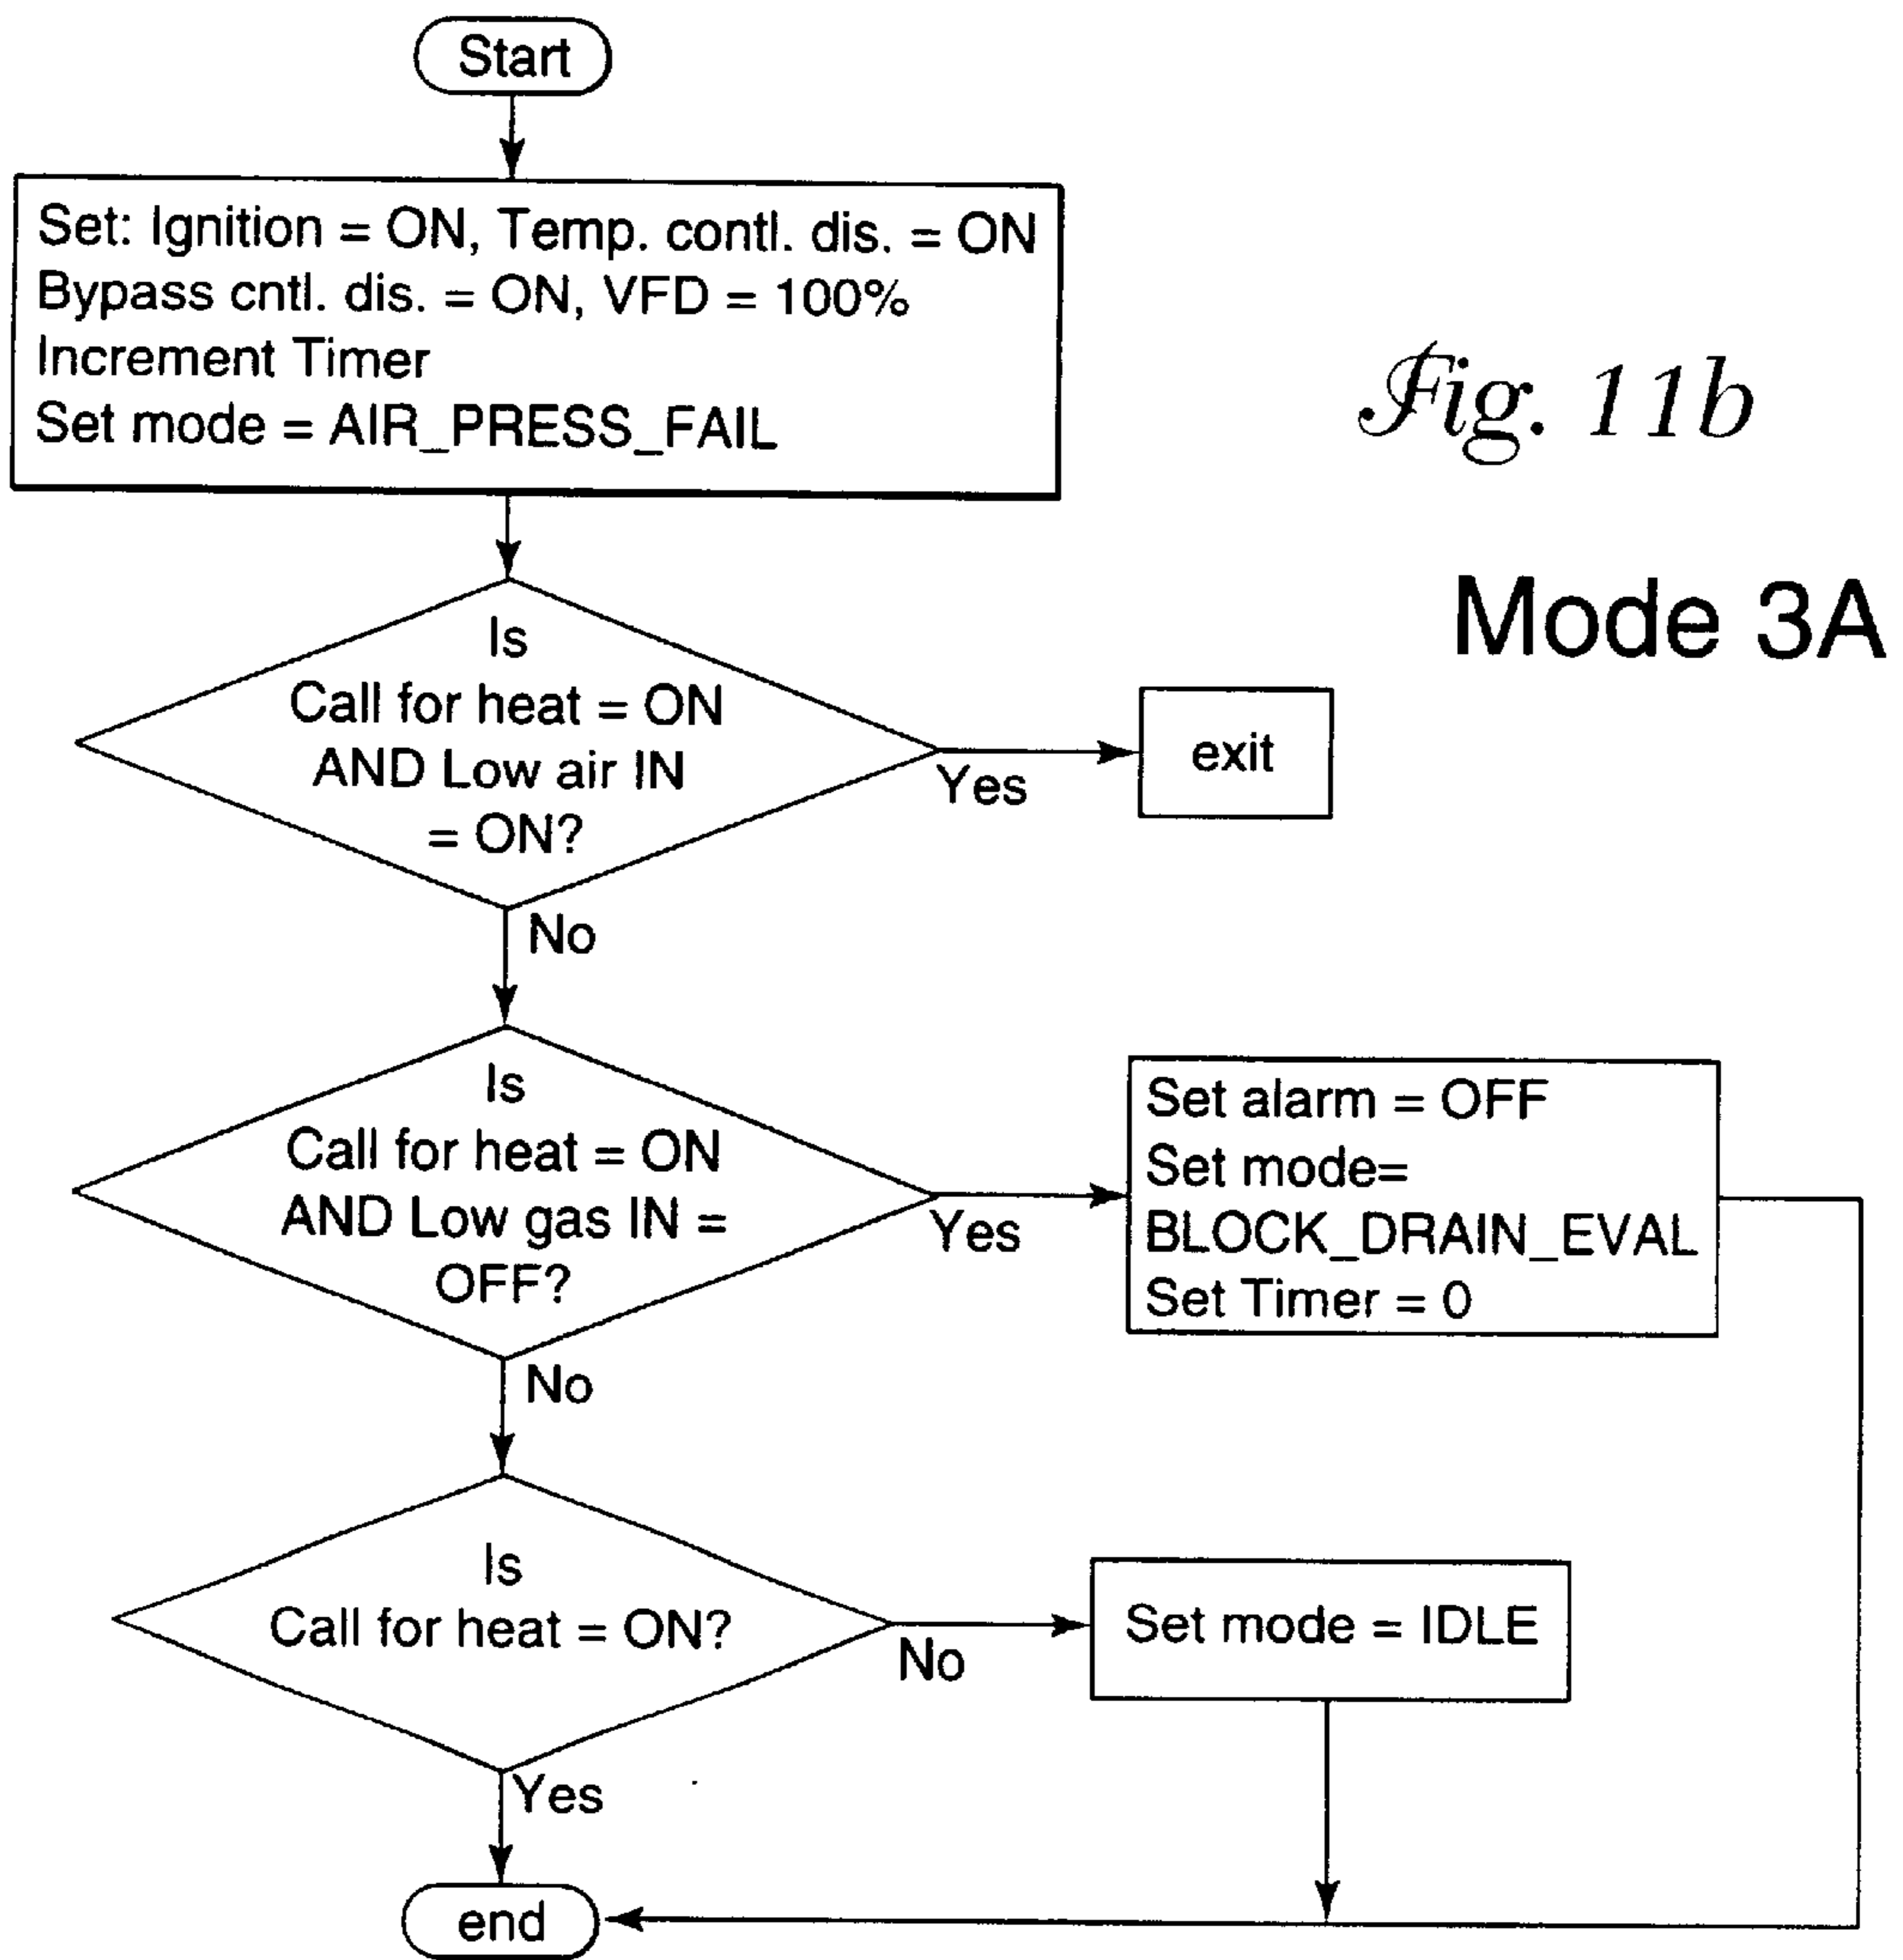 Start
Set: Ignition = ON, Temp. contl. dis. = ON
Bypass cntl. dis. = ON, VFD = 100%
Increment Timer
Set mode = AIR_PRESS_FAIL
Fig. 11b
Mode 3A
Is
Call for heat = ON
AND Low air IN
= ON?
Yes
exit
No
Is
Call for heat = ON
AND Low gas IN =
OFF?
Yes
Set alarm = OFF
Set mode=
BLOCK_DRAIN_EVAL
Set Timer = 0
No
Is
Call for heat = ON?
No
Set mode = IDLE
Yes
end